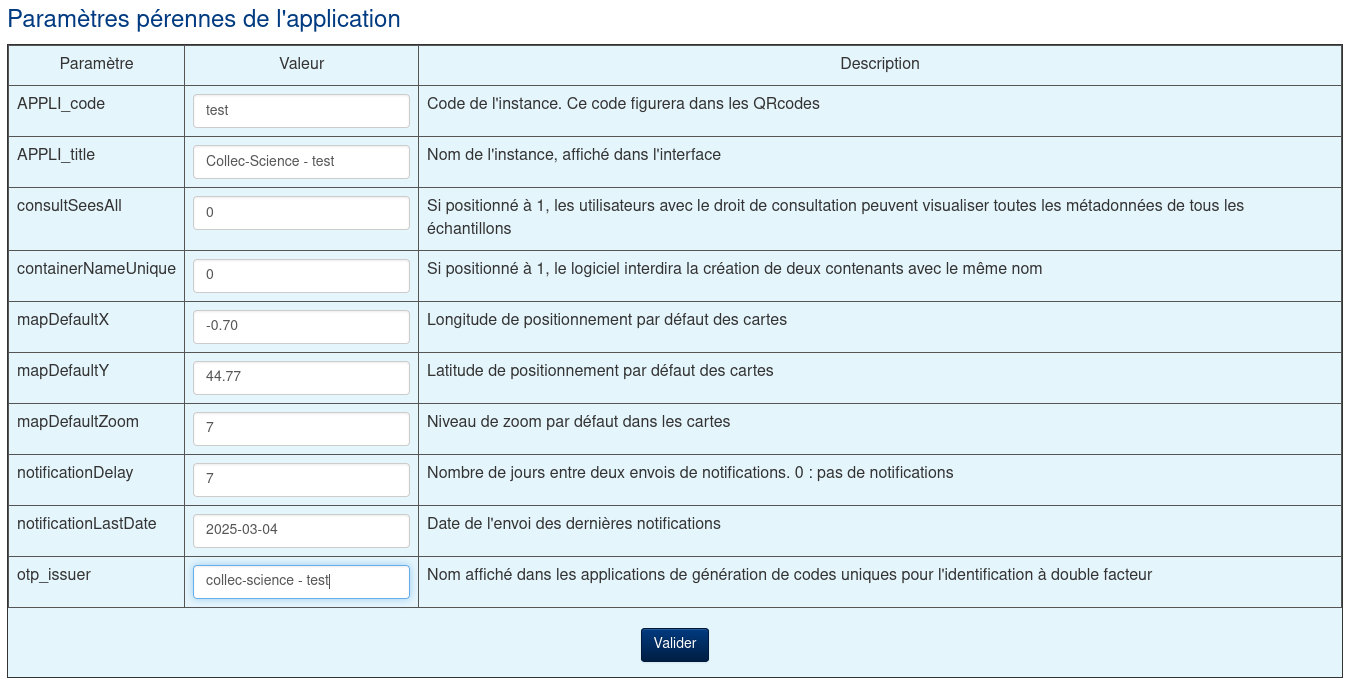 Paramètres pérennes de l'application
Paramètre Valeur Description
APPLI_code test Code de l'instance. Ce code figurera dans les QRcodes
APPLI_title Collec-Science - test Nom de l'instance, affiché dans l'interface
consultSeesAll 0 Si positionné à 1, les utilisateurs avec le droit de consultation peuvent visualiser toutes les métadonnées de tous les
échantillons
containerNameUnique 0 Si positionné à 1, le logiciel interdira la création de deux contenants avec le même nom
mapDefaultX -0.70 Longitude de positionnement par défaut des cartes
mapDefaultY 44.77 Latitude de positionnement par défaut des cartes
mapDefaultZoom 7 Niveau de zoom par défaut dans les cartes
notificationDelay 7 Nombre de jours entre deux envois de notifications. 0 : pas de notifications
notificationLastDate 2025-03-04 Date de l'envoi des dernières notifications
otp_issuer collec-science - test Nom affiché dans les applications de génération de codes uniques pour l'identification à double facteur
Valider